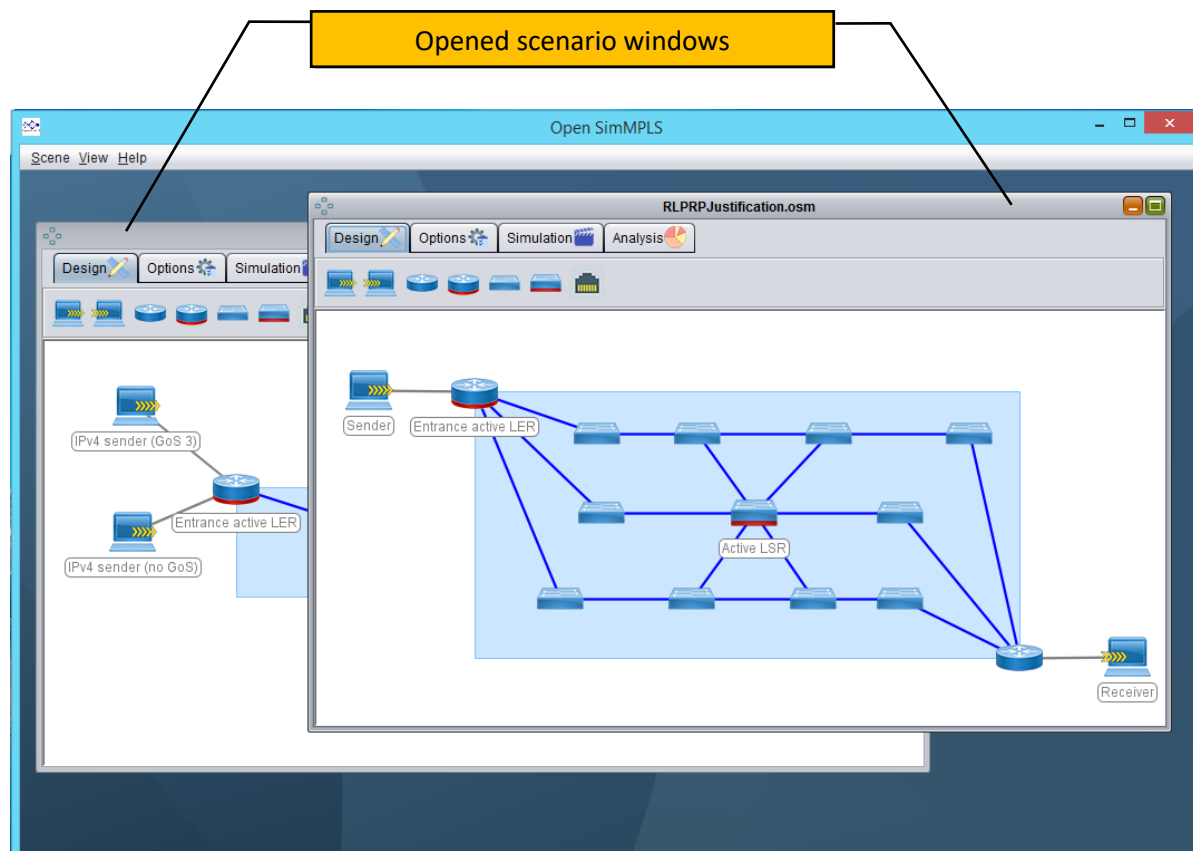 Opened scenario windows
Open SimMPLS
Scene View Help
RLPRPJustification.osm
Design Options Simulation Analysis
Design Options Simulation
Sender
Entrance active LER
IPv4 sender (GoS 3)
Entrance active LER
Active LSR
IPv4 sender (no GoS)
Receiver